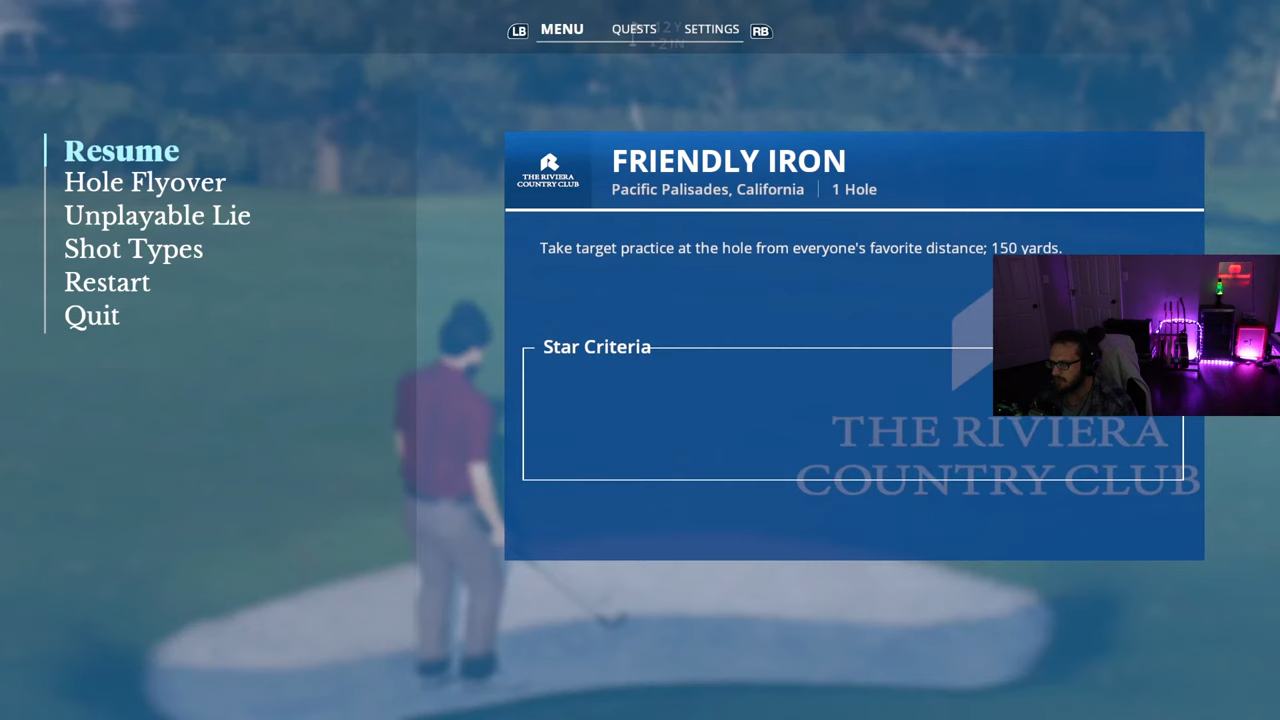 LB MENU QUESTS SETTINGS RB
Resume
Hole Flyover
Unplayable Lie
Shot Types
Restart
Quit
THE RIVIERA
COUNTRY CLUB
FRIENDLY IRON
Pacific Palisades, California 1 Hole
Take target practice at the hole from everyone's favorite distance; 150 yards.
Star Criteria
THE RIVIERA
COUNTRY CLUB